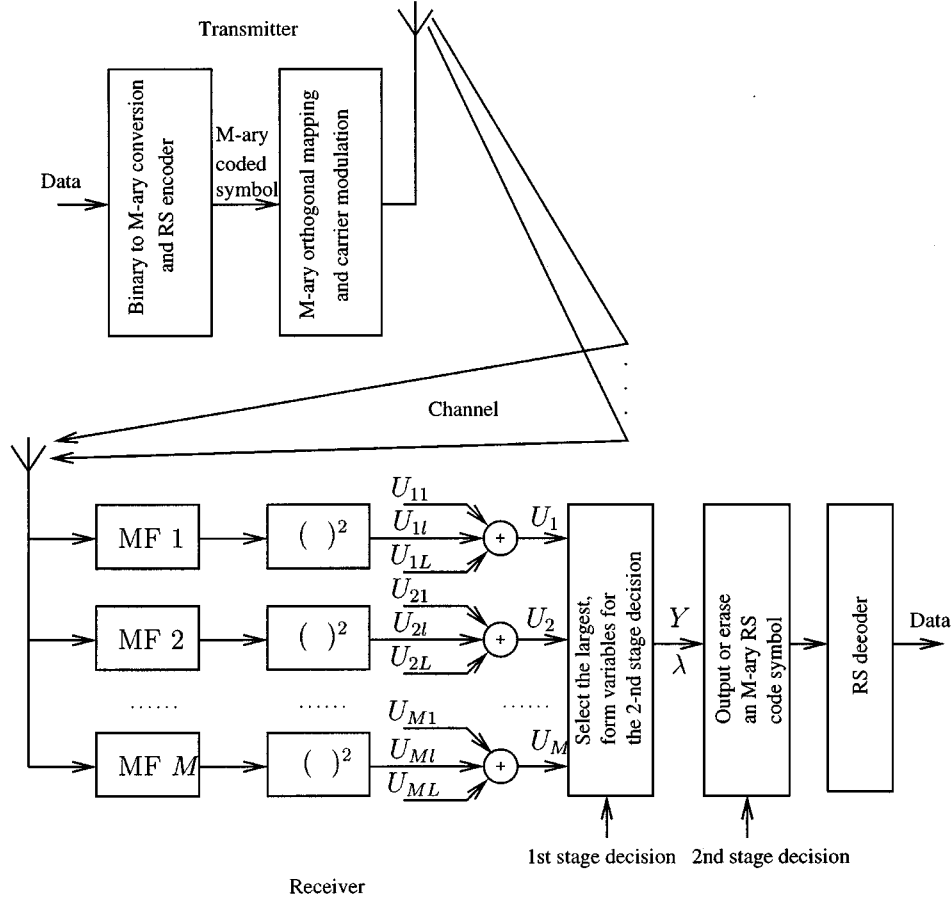 Transmitter
Data
Binary to M-ary conversion
and RS encoder
M-ary
coded
symbol
M-ary orthogonal mapping
and carrier modulation
Channel
MF 1
( )²
U₁₁
U₁ₗ
U₁L
+
U₁
MF 2
( )²
U₂₁
U₂ₗ
U₂L
+
U₂
......
......
......
MF M
( )²
U_M1
U_Ml
U_ML
+
U_M
Select the largest,
form variables for
the 2-nd stage decision
Y
λ
Output or erase
an M-ary RS
code symbol
RS deeoder
Data
1st stage decision
2nd stage decision
Receiver